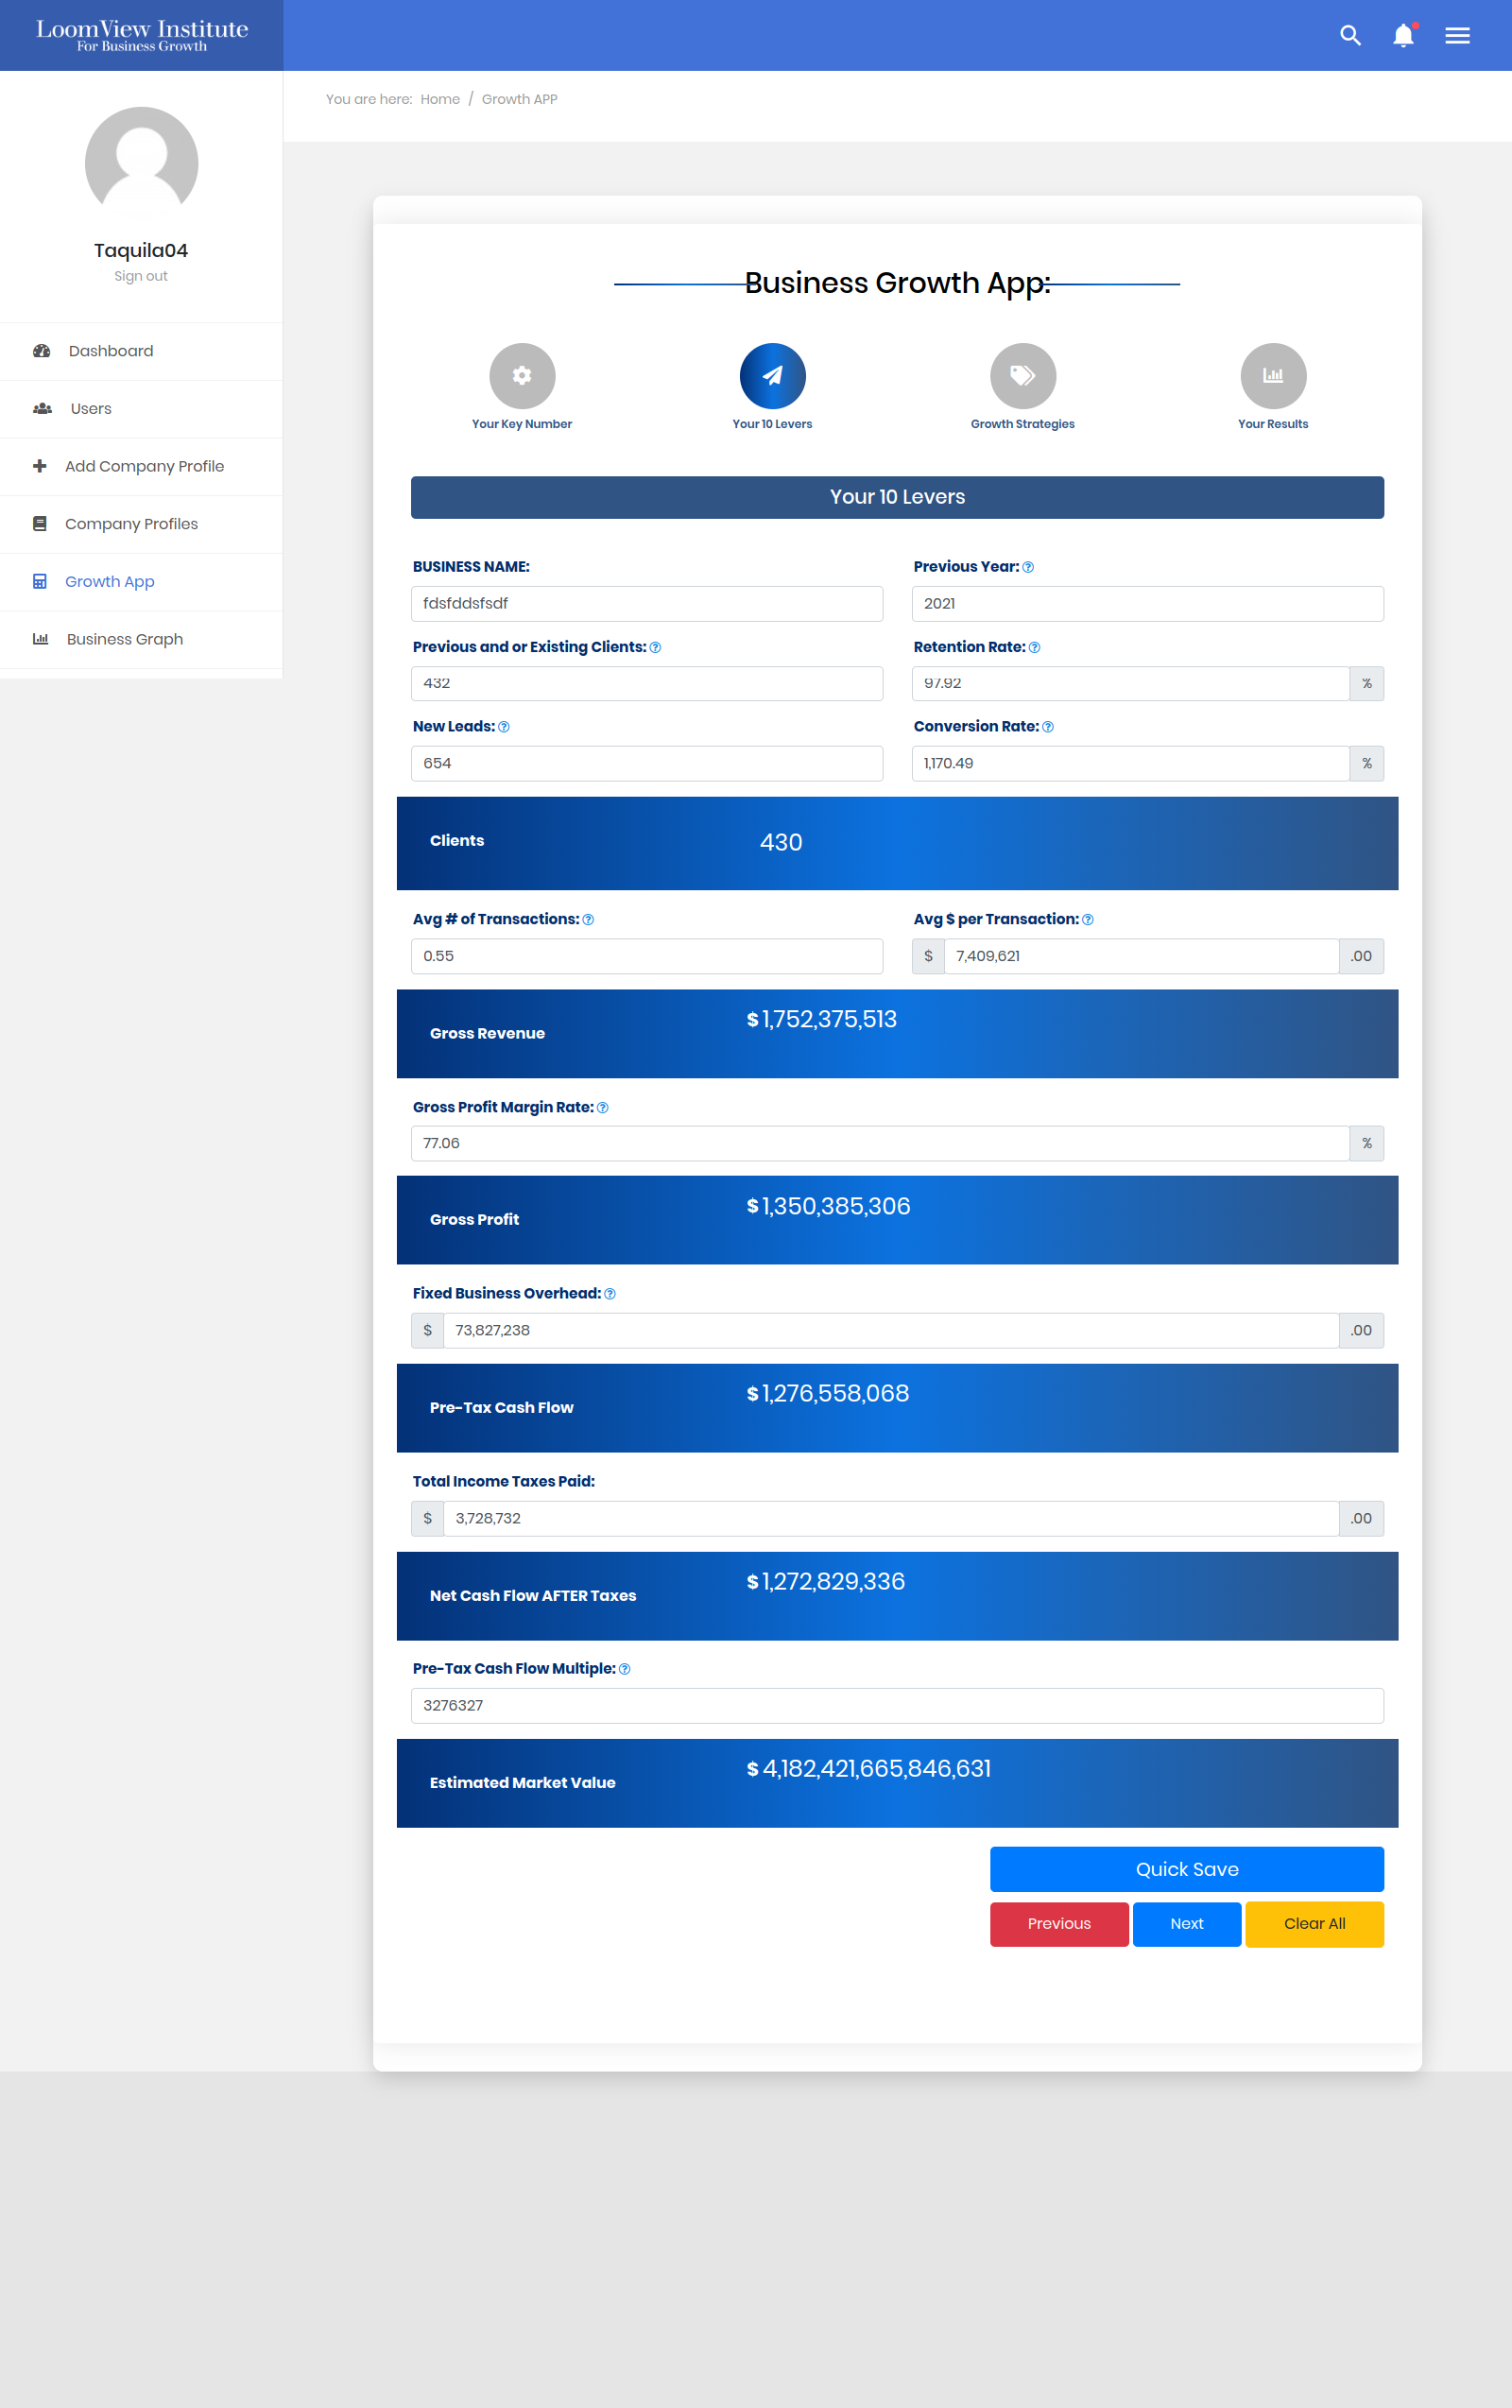 LoomView Institute
For Business Growth
You are here: Home / Growth APP
Taquila04
Sign out
Dashboard
Users
Add Company Profile
Company Profiles
Growth App
Business Graph
Business Growth App:
Your Key Number
Your 10 Levers
Growth Strategies
Your Results
Your 10 Levers
BUSINESS NAME:
fdsfddsfsdf
Previous Year: ?
2021
Previous and or Existing Clients: ?
432
Retention Rate: ?
97.92 %
New Leads: ?
654
Conversion Rate: ?
1,170.49 %
Clients 430
Avg # of Transactions: ?
0.55
Avg $ per Transaction: ?
$ 7,409,621 .00
Gross Revenue $ 1,752,375,513
Gross Profit Margin Rate: ?
77.06 %
Gross Profit $ 1,350,385,306
Fixed Business Overhead: ?
$ 73,827,238 .00
Pre-Tax Cash Flow $ 1,276,558,068
Total Income Taxes Paid:
$ 3,728,732 .00
Net Cash Flow AFTER Taxes $ 1,272,829,336
Pre-Tax Cash Flow Multiple: ?
3276327
Estimated Market Value $ 4,182,421,665,846,631
Quick Save
Previous Next Clear All